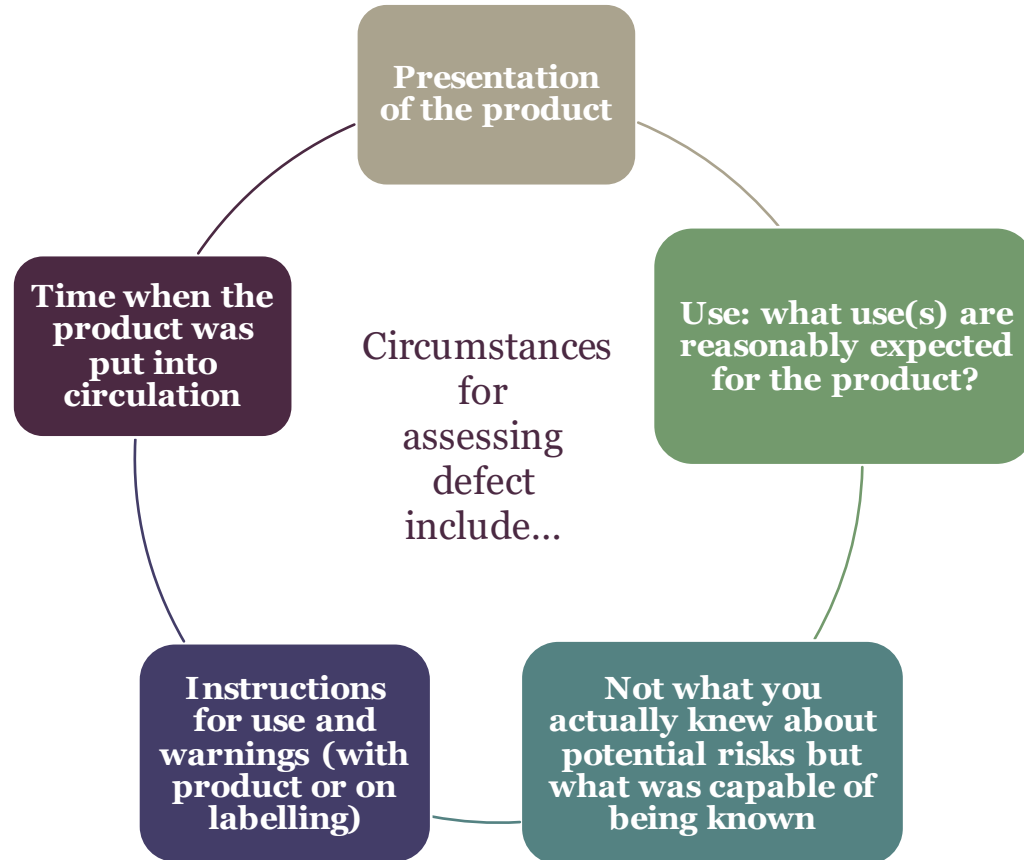 Presentation
of the product
Use: what use(s) are
reasonably expected
for the product?
Not what you
actually knew about
potential risks but
what was capable of
being known
Instructions
for use and
warnings (with
product or on
labelling)
Time when the
product was
put into
circulation
Circumstances
for
assessing
defect
include...